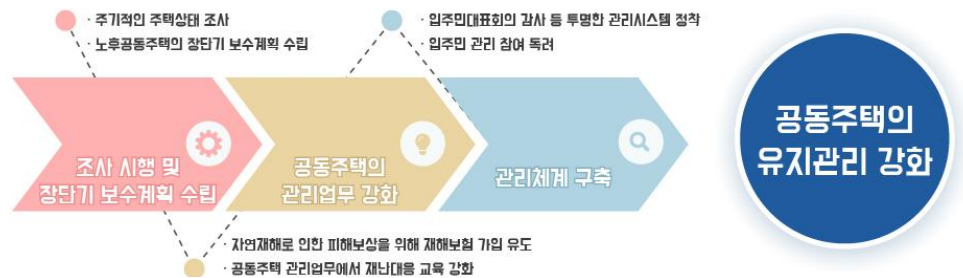 · 주기적인 주택상태 조사
· 노후공동주택의 장단기 보수계획 수립
· 입주민대표회의 감사 등 투명한 관리시스템 정착
· 입주민 관리 참여 독려
조사 시행 및
장단기 보수계획 수립
공동주택의
관리업무 강화
관리체계 구축
공동주택의
유지관리 강화
· 자연재해로 인한 피해보상을 위해 재해보험 가입 유도
· 공동주택 관리업무에서 재난대응 교육 강화